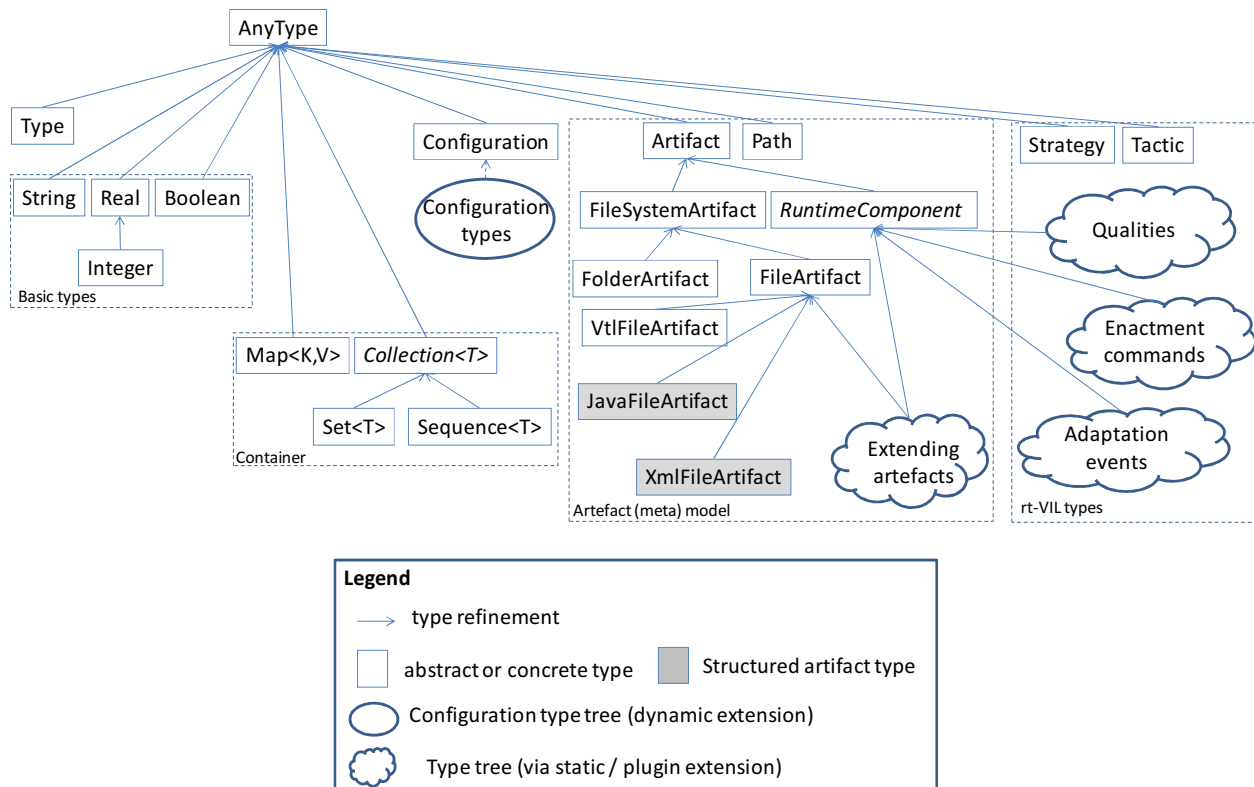 AnyType
Type
Configuration
Artifact
Path
Strategy
Tactic
String
Real
Boolean
Configuration
types
FileSystemArtifact
RuntimeComponent
Qualities
Integer
Basic types
FolderArtifact
FileArtifact
VtlFileArtifact
Enactment
commands
Map<K,V>
Collection<T>
JavaFileArtifact
Set<T>
Sequence<T>
Container
Extending
artefacts
Adaptation
events
XmlFileArtifact
Artefact (meta) model
rt-VIL types
Legend
type refinement
abstract or concrete type
Structured artifact type
Configuration type tree (dynamic extension)
Type tree (via static / plugin extension)